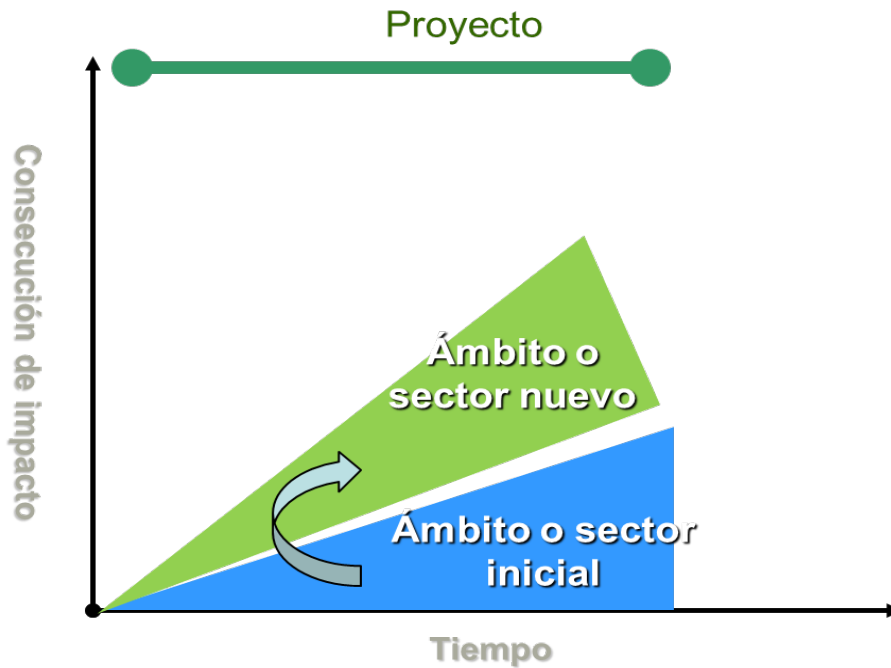 Proyecto
Consecución de impacto
Ámbito o
sector nuevo
Ámbito o sector
inicial
Tiempo